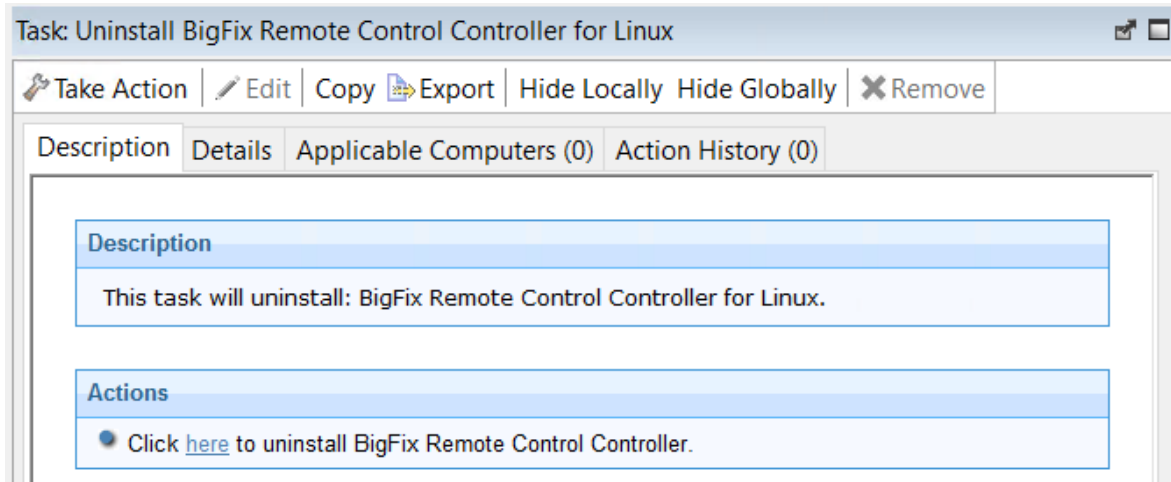 Task: Uninstall BigFix Remote Control Controller for Linux
Take Action Edit Copy Export Hide Locally Hide Globally Remove
Description Details Applicable Computers (0) Action History (0)
Description
This task will uninstall: BigFix Remote Control Controller for Linux.
Actions
Click here to uninstall BigFix Remote Control Controller.